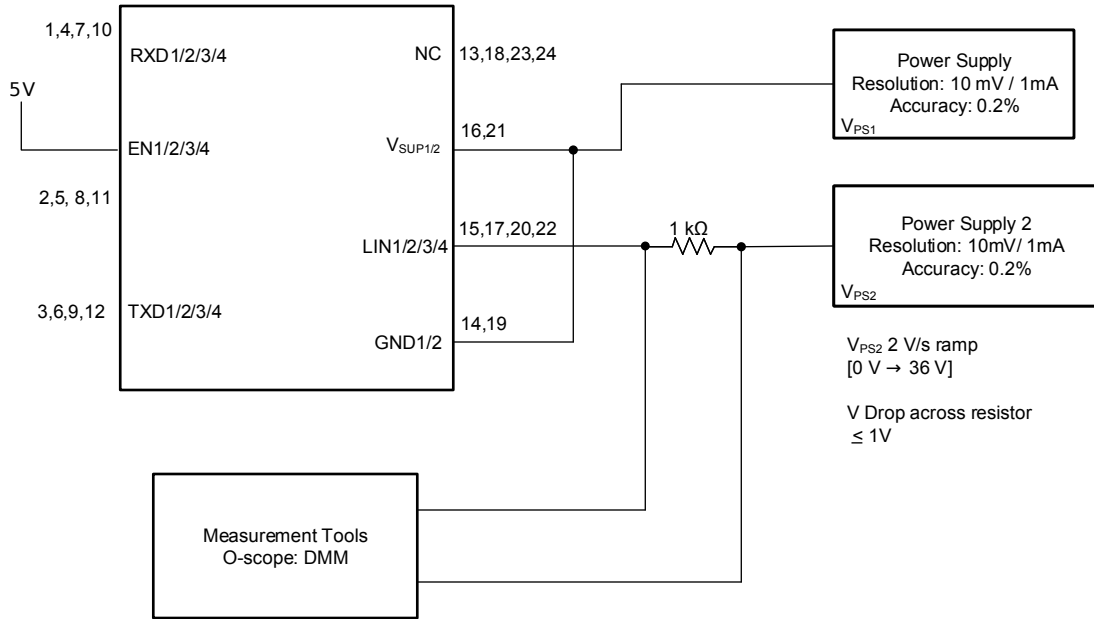 1,4,7,10
RXD1/2/3/4
NC
13,18,23,24
5V
EN1/2/3/4
VSUP1/2
16,21
2,5, 8,11
LIN1/2/3/4
15,17,20,22
1 kΩ
3,6,9,12
TXD1/2/3/4
GND1/2
14,19
Power Supply
Resolution: 10 mV / 1mA
Accuracy: 0.2%
VPS1
Power Supply 2
Resolution: 10mV/ 1mA
Accuracy: 0.2%
VPS2
VPS2 2 V/s ramp
[0 V → 36 V]
V Drop across resistor
≤ 1V
Measurement Tools
O-scope: DMM